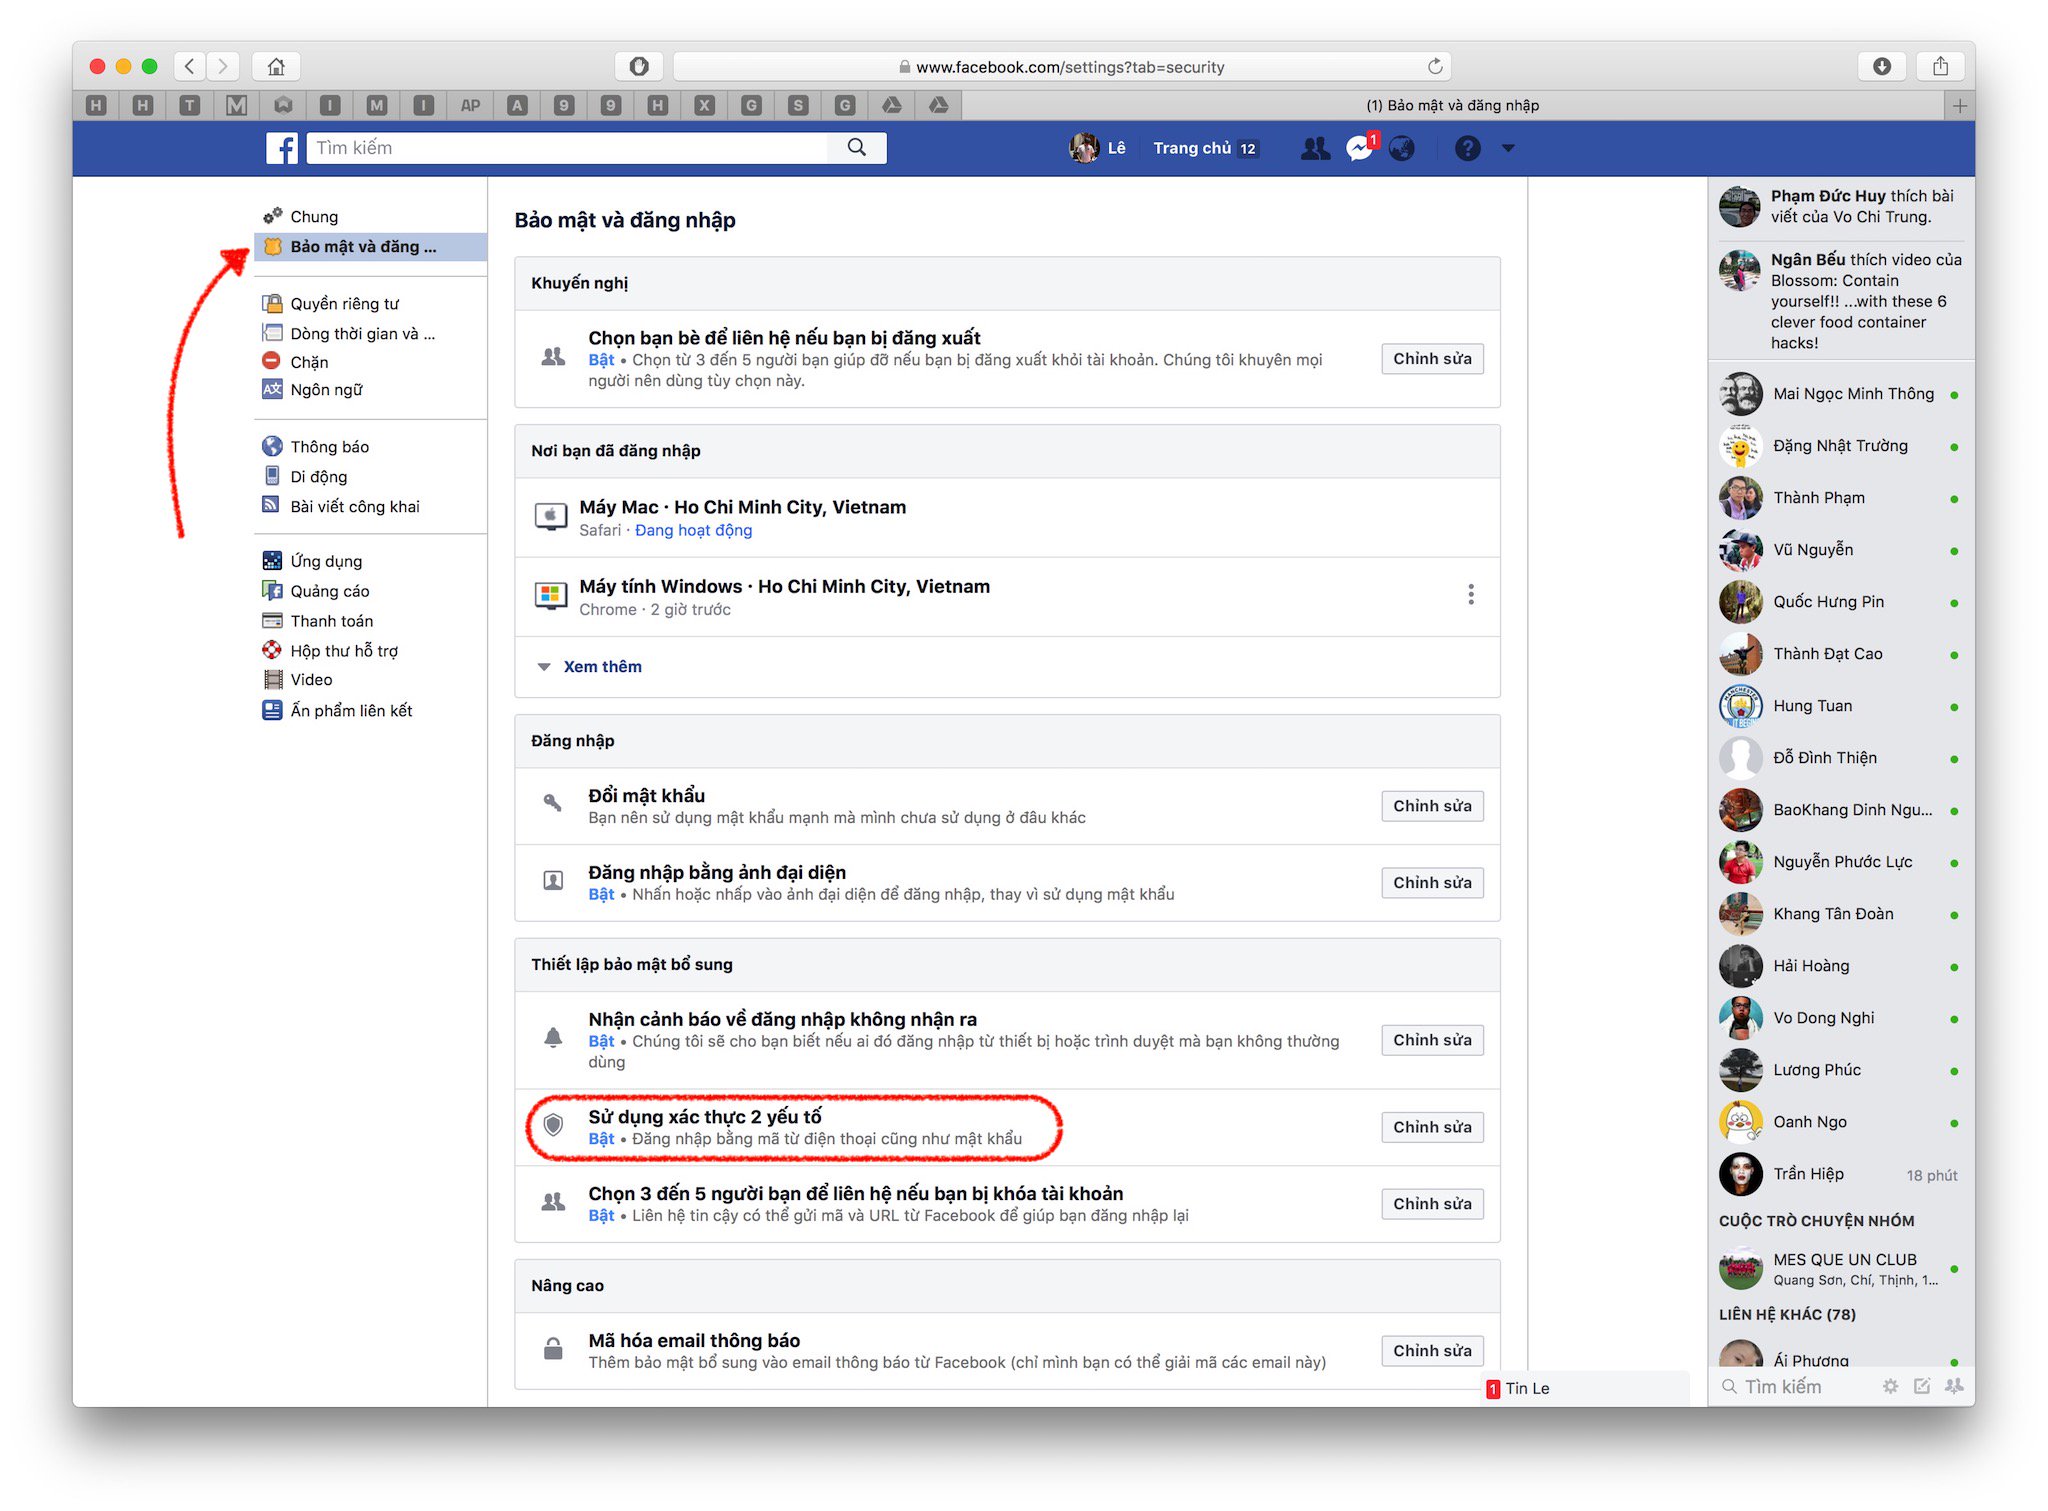 www.facebook.com/settings?tab=security
H
H
T
M
W
I
M
I
AP
A
9
9
H
X
G
S
G
(1) Bảo mật và đăng nhập
Tìm kiếm
Lê
Trang chủ 12
1
Chung
Bảo mật và đăng ...
Quyền riêng tư
Dòng thời gian và ...
Chặn
Ngôn ngữ
Thông báo
Di động
Bài viết công khai
Ứng dụng
Quảng cáo
Thanh toán
Hộp thư hỗ trợ
Video
Ấn phẩm liên kết
Bảo mật và đăng nhập
Khuyến nghị
Chọn bạn bè để liên hệ nếu bạn bị đăng xuất
Bật • Chọn từ 3 đến 5 người bạn giúp đỡ nếu bạn bị đăng xuất khỏi tài khoản. Chúng tôi khuyên mọi
người nên dùng tùy chọn này.
Chỉnh sửa
Nơi bạn đã đăng nhập
Máy Mac · Ho Chi Minh City, Vietnam
Safari · Đang hoạt động
Máy tính Windows · Ho Chi Minh City, Vietnam
Chrome · 2 giờ trước
Xem thêm
Đăng nhập
Đổi mật khẩu
Bạn nên sử dụng mật khẩu mạnh mà mình chưa sử dụng ở đâu khác
Chỉnh sửa
Đăng nhập bằng ảnh đại diện
Bật • Nhấn hoặc nhấp vào ảnh đại diện để đăng nhập, thay vì sử dụng mật khẩu
Chỉnh sửa
Thiết lập bảo mật bổ sung
Nhận cảnh báo về đăng nhập không nhận ra
Bật • Chúng tôi sẽ cho bạn biết nếu ai đó đăng nhập từ thiết bị hoặc trình duyệt mà bạn không thường
dùng
Chỉnh sửa
Sử dụng xác thực 2 yếu tố
Bật • Đăng nhập bằng mã từ điện thoại cũng như mật khẩu
Chỉnh sửa
Chọn 3 đến 5 người bạn để liên hệ nếu bạn bị khóa tài khoản
Bật • Liên hệ tin cậy có thể gửi mã và URL từ Facebook để giúp bạn đăng nhập lại
Chỉnh sửa
Nâng cao
Mã hóa email thông báo
Thêm bảo mật bổ sung vào email thông báo từ Facebook (chỉ mình bạn có thể giải mã các email này)
Chỉnh sửa
1 Tin Le
Phạm Đức Huy thích bài
viết của Vo Chi Trung.
Ngân Bếu thích video của
Blossom: Contain
yourself!! ...with these 6
clever food container
hacks!
Mai Ngọc Minh Thông
Đặng Nhật Trường
Thành Phạm
Vũ Nguyễn
Quốc Hưng Pin
Thành Đạt Cao
Hung Tuan
Đỗ Đình Thiện
BaoKhang Dinh Ngu...
Nguyễn Phước Lực
Khang Tân Đoàn
Hải Hoàng
Vo Dong Nghi
Lương Phúc
Oanh Ngo
Trần Hiệp
18 phút
CUỘC TRÒ CHUYỆN NHÓM
MES QUE UN CLUB
Quang Sơn, Chí, Thịnh, 1...
LIÊN HỆ KHÁC (78)
Ái Phương
Tìm kiếm